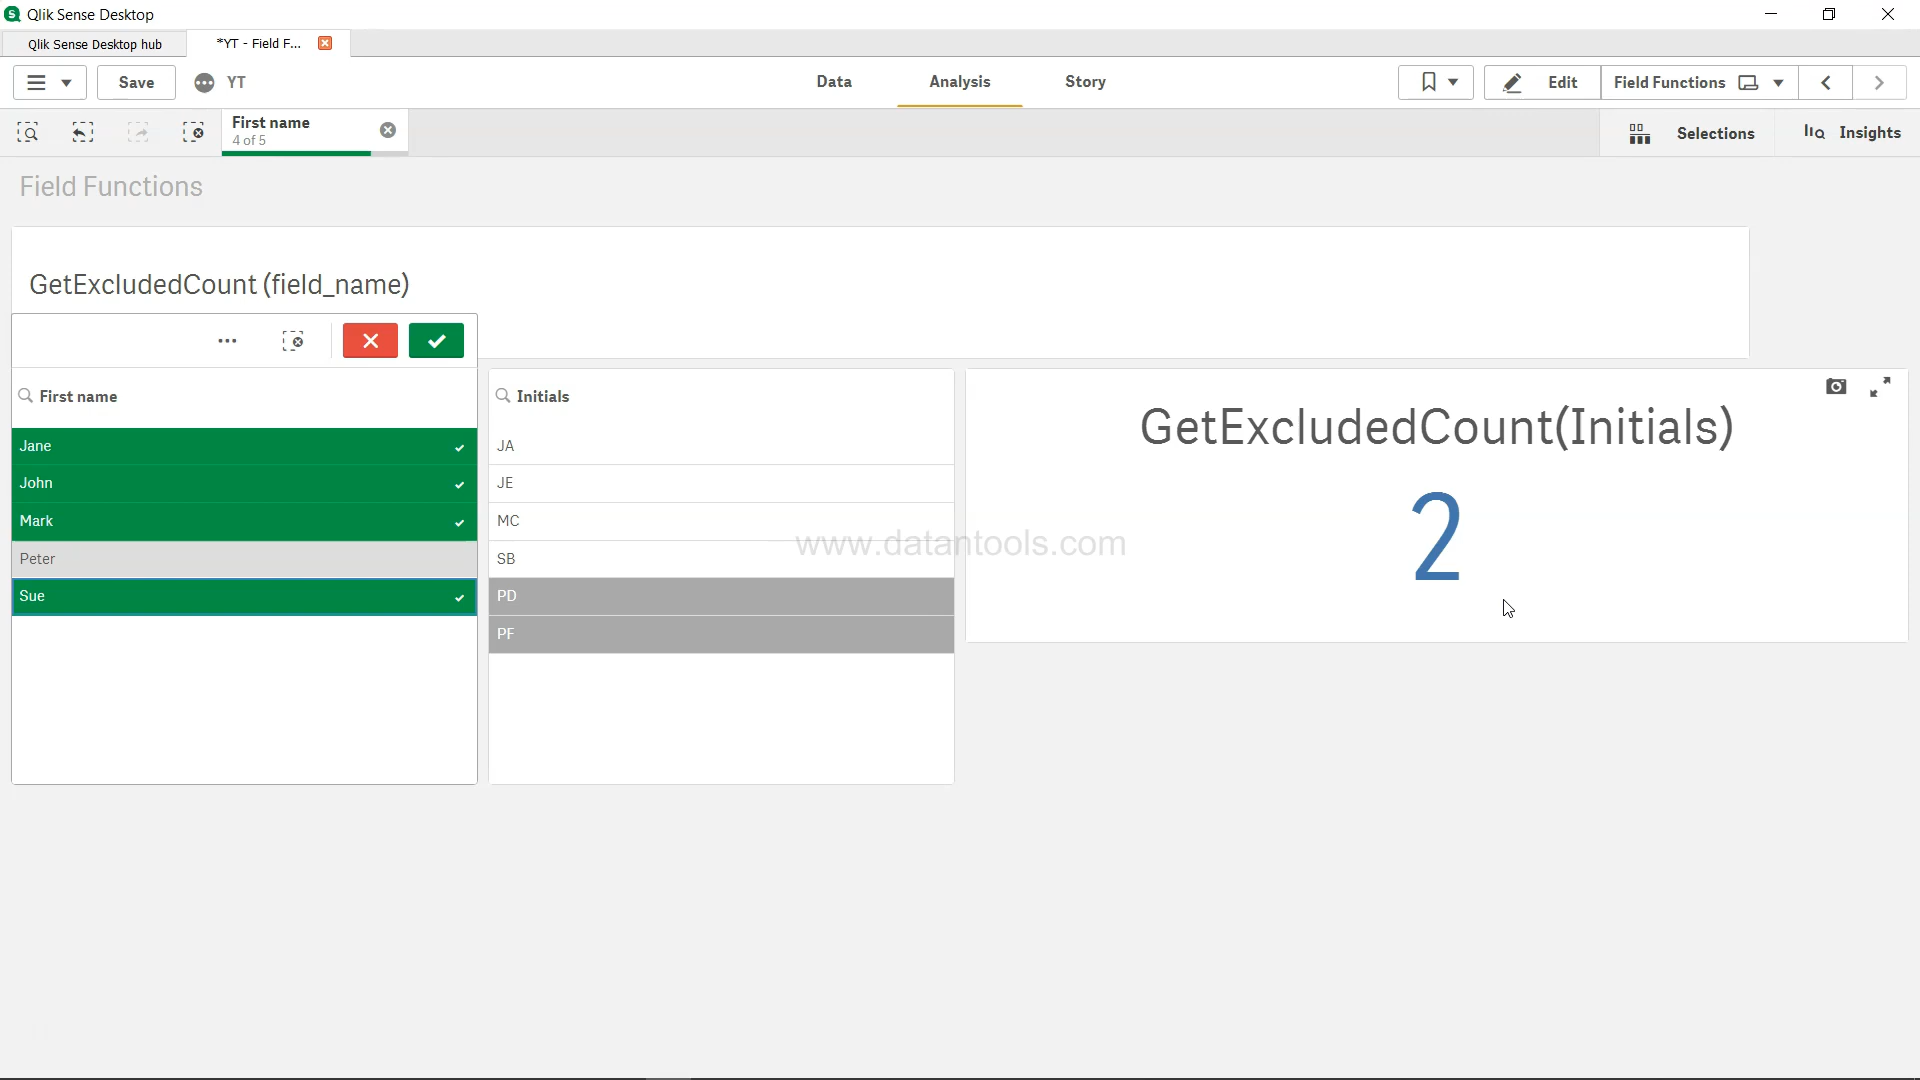 Qlik Sense Desktop
Qlik Sense Desktop hub
*YT - Field F...
Save
YT
Data
Analysis
Story
Edit
Field Functions
First name
4 of 5
Selections
Insights
Field Functions
GetExcludedCount (field_name)
First name
Jane
John
Mark
Peter
Sue
Initials
JA
JE
MC
SB
PD
PF
GetExcludedCount(Initials)
2
www.datantools.com